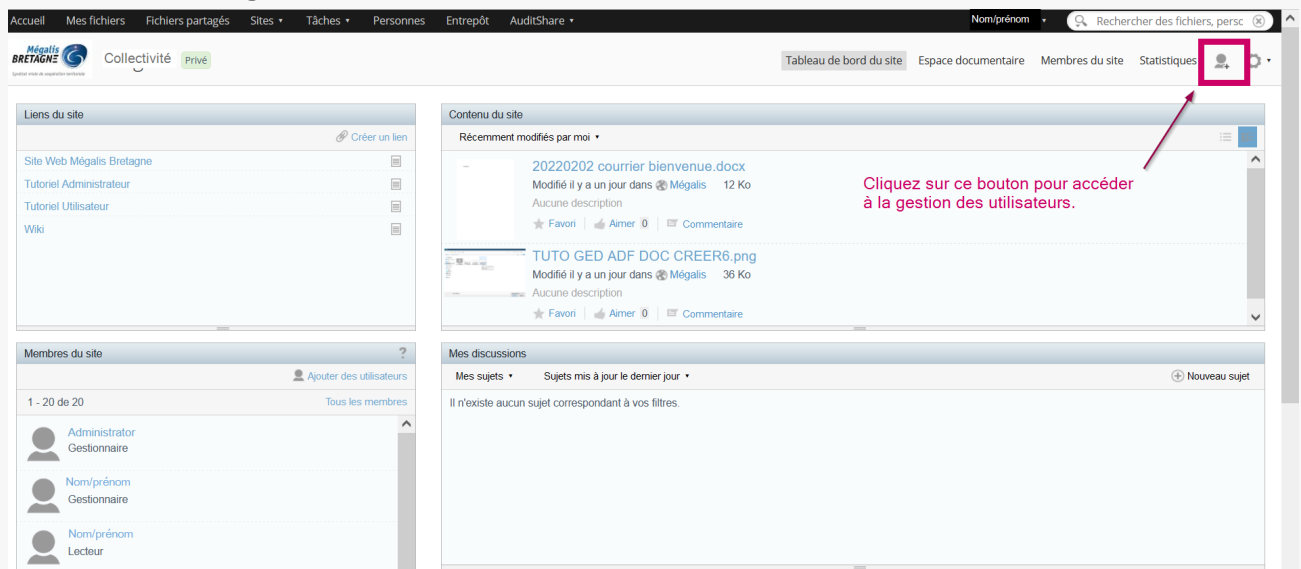 Accueil Mes fichiers Fichiers partagés Sites Tâches Personnes Entrepôt AuditShare Nom/prénom Rechercher des fichiers, persc
Mégalis
BRETAGNE
Collectivité Privé Tableau de bord du site Espace documentaire Membres du site Statistiques
Liens du site
Créer un lien
Site Web Mégalis Bretagne
Tutoriel Administrateur
Tutoriel Utilisateur
Wiki
Contenu du site
Récemment modifiés par moi
20220202 courrier bienvenue.docx
Modifié il y a un jour dans Mégalis 12 Ko
Aucune description
Favori Aimer 0 Commentaire
TUTO GED ADF DOC CREER6.png
Modifié il y a un jour dans Mégalis 36 Ko
Aucune description
Favori Aimer 0 Commentaire
Cliquez sur ce bouton pour accéder
à la gestion des utilisateurs.
Membres du site ?
Ajouter des utilisateurs
1 - 20 de 20 Tous les membres
Administrator
Gestionnaire
Nom/prénom
Gestionnaire
Nom/prénom
Lecteur
Mes discussions
Mes sujets Sujets mis à jour le dernier jour Nouveau sujet
Il n'existe aucun sujet correspondant à vos filtres.